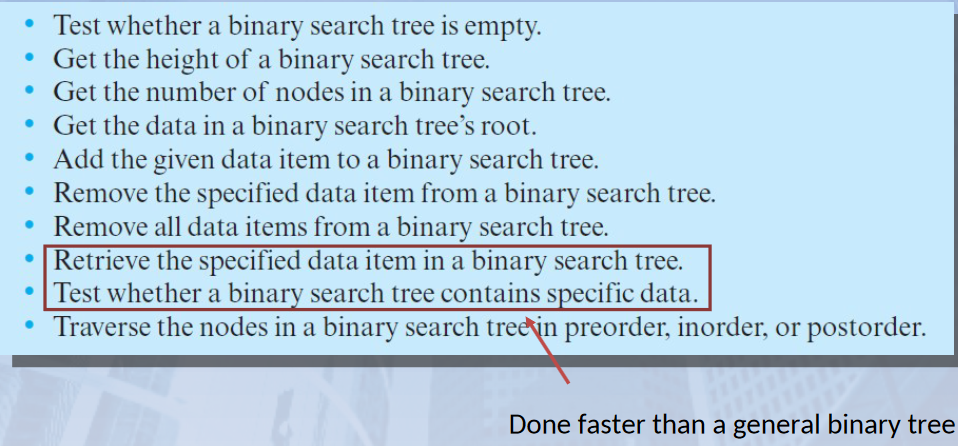 • Test whether a binary search tree is empty.
• Get the height of a binary search tree.
• Get the number of nodes in a binary search tree.
• Get the data in a binary search tree’s root.
• Add the given data item to a binary search tree.
• Remove the specified data item from a binary search tree.
• Remove all data items from a binary search tree.
• Retrieve the specified data item in a binary search tree.
• Test whether a binary search tree contains specific data.
• Traverse the nodes in a binary search tree in preorder, inorder, or postorder.
Done faster than a general binary tree